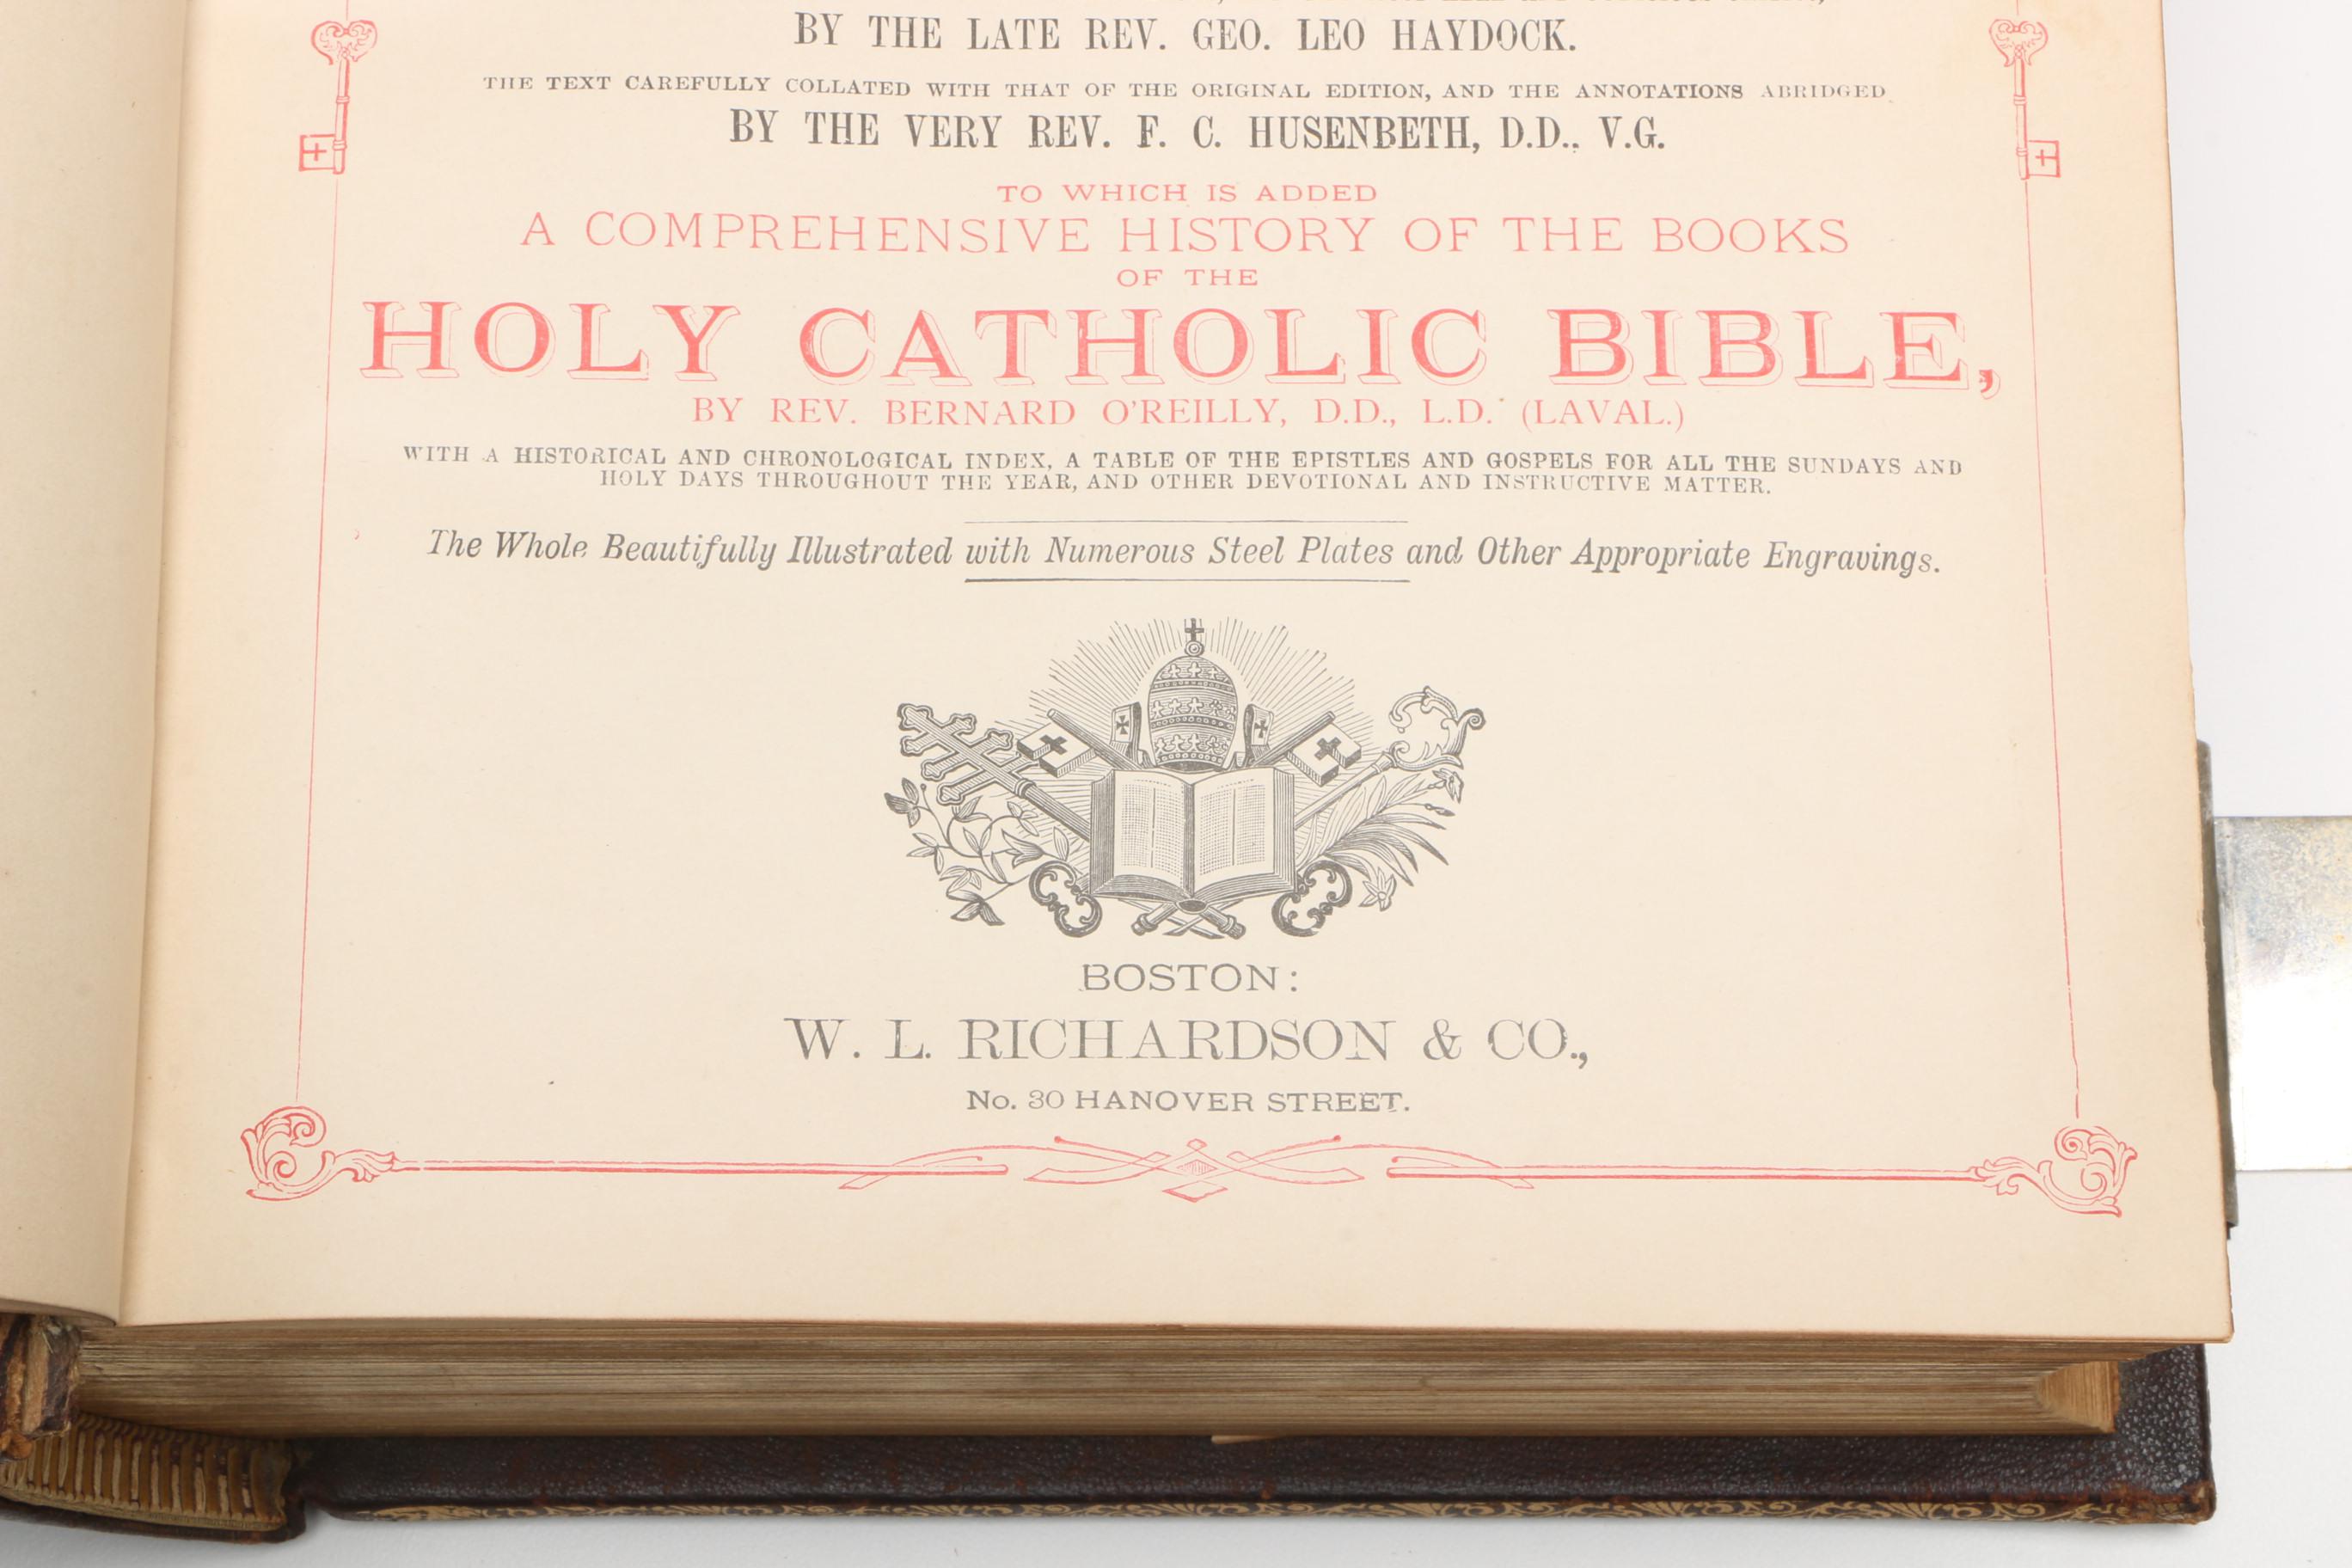 BY THE LATE REV. GEO. LEO HAYDOCK.
THE TEXT CAREFULLY COLLATED WITH THAT OF THE ORIGINAL EDITION, AND THE ANNOTATIONS ABRIDGED
BY THE VERY REV. F. C. HUSENBETH, D.D., V.G.
TO WHICH IS ADDED
A COMPREHENSIVE HISTORY OF THE BOOKS
OF THE
HOLY CATHOLIC BIBLE,
BY REV. BERNARD O'REILLY, D.D., L.D. (LAVAL.)
WITH A HISTORICAL AND CHRONOLOGICAL INDEX, A TABLE OF THE EPISTLES AND GOSPELS FOR ALL THE SUNDAYS AND
HOLY DAYS THROUGHOUT THE YEAR, AND OTHER DEVOTIONAL AND INSTRUCTIVE MATTER.
The Whole Beautifully Illustrated with Numerous Steel Plates and Other Appropriate Engravings.
BOSTON:
W. L. RICHARDSON & CO.,
No. 30 HANOVER STREET.